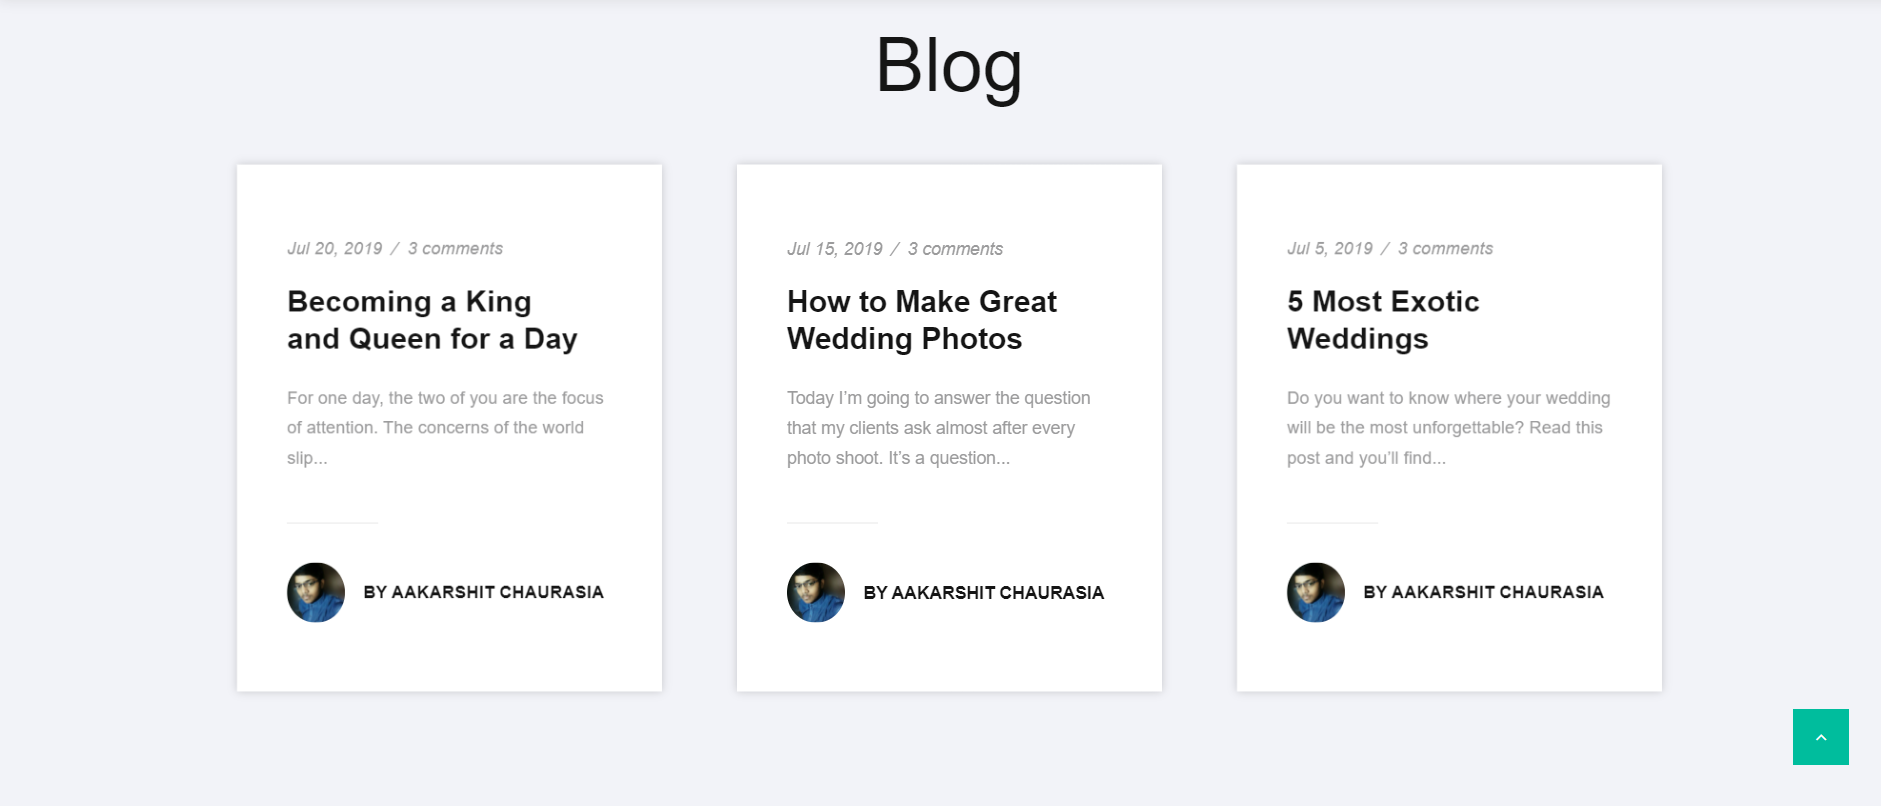 Blog
Jul 20, 2019 / 3 comments
Becoming a King
and Queen for a Day
For one day, the two of you are the focus
of attention. The concerns of the world
slip...
BY AAKARSHIT CHAURASIA
Jul 15, 2019 / 3 comments
How to Make Great
Wedding Photos
Today I’m going to answer the question
that my clients ask almost after every
photo shoot. It’s a question...
BY AAKARSHIT CHAURASIA
Jul 5, 2019 / 3 comments
5 Most Exotic
Weddings
Do you want to know where your wedding
will be the most unforgettable? Read this
post and you’ll find...
BY AAKARSHIT CHAURASIA